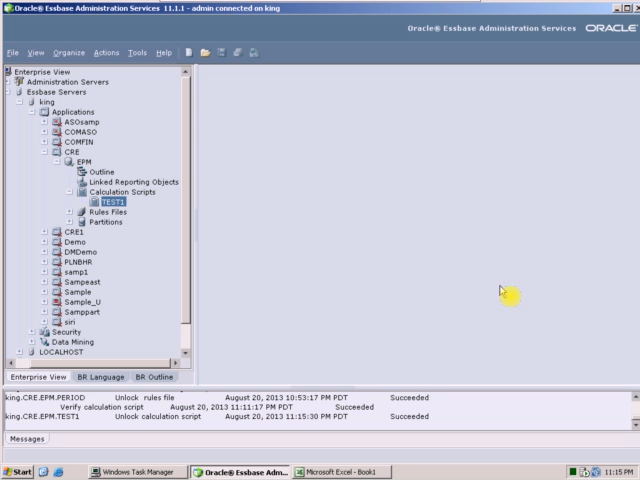 Oracle® Essbase Administration Services 11.1.1 - admin connected on king
Oracle® Essbase Administration Services ORACLE
File View Organize Actions Tools Help
Enterprise View
Administration Servers
Essbase Servers
king
Applications
ASOsamp
COMASO
COMFIN
CRE
EPM
Outline
Linked Reporting Objects
Calculation Scripts
TEST1
Rules Files
Partitions
CRE1
Demo
DMDemo
PLNBHR
samp1
Sampeast
Sample
Sample_U
Samppart
siri
Security
Data Mining
LOCALHOST
Enterprise View BR Language BR Outline
king.CRE.EPM.PERIOD Unlock rules file August 20, 2013 10:53:17 PM PDT Succeeded
Verify calculation script August 20, 2013 11:11:17 PM PDT Succeeded
king.CRE.EPM.TEST1 Unlock calculation script August 20, 2013 11:15:30 PM PDT Succeeded
Messages
Start Windows Task Manager Oracle® Essbase Adm... Microsoft Excel - Book1 11:15 PM